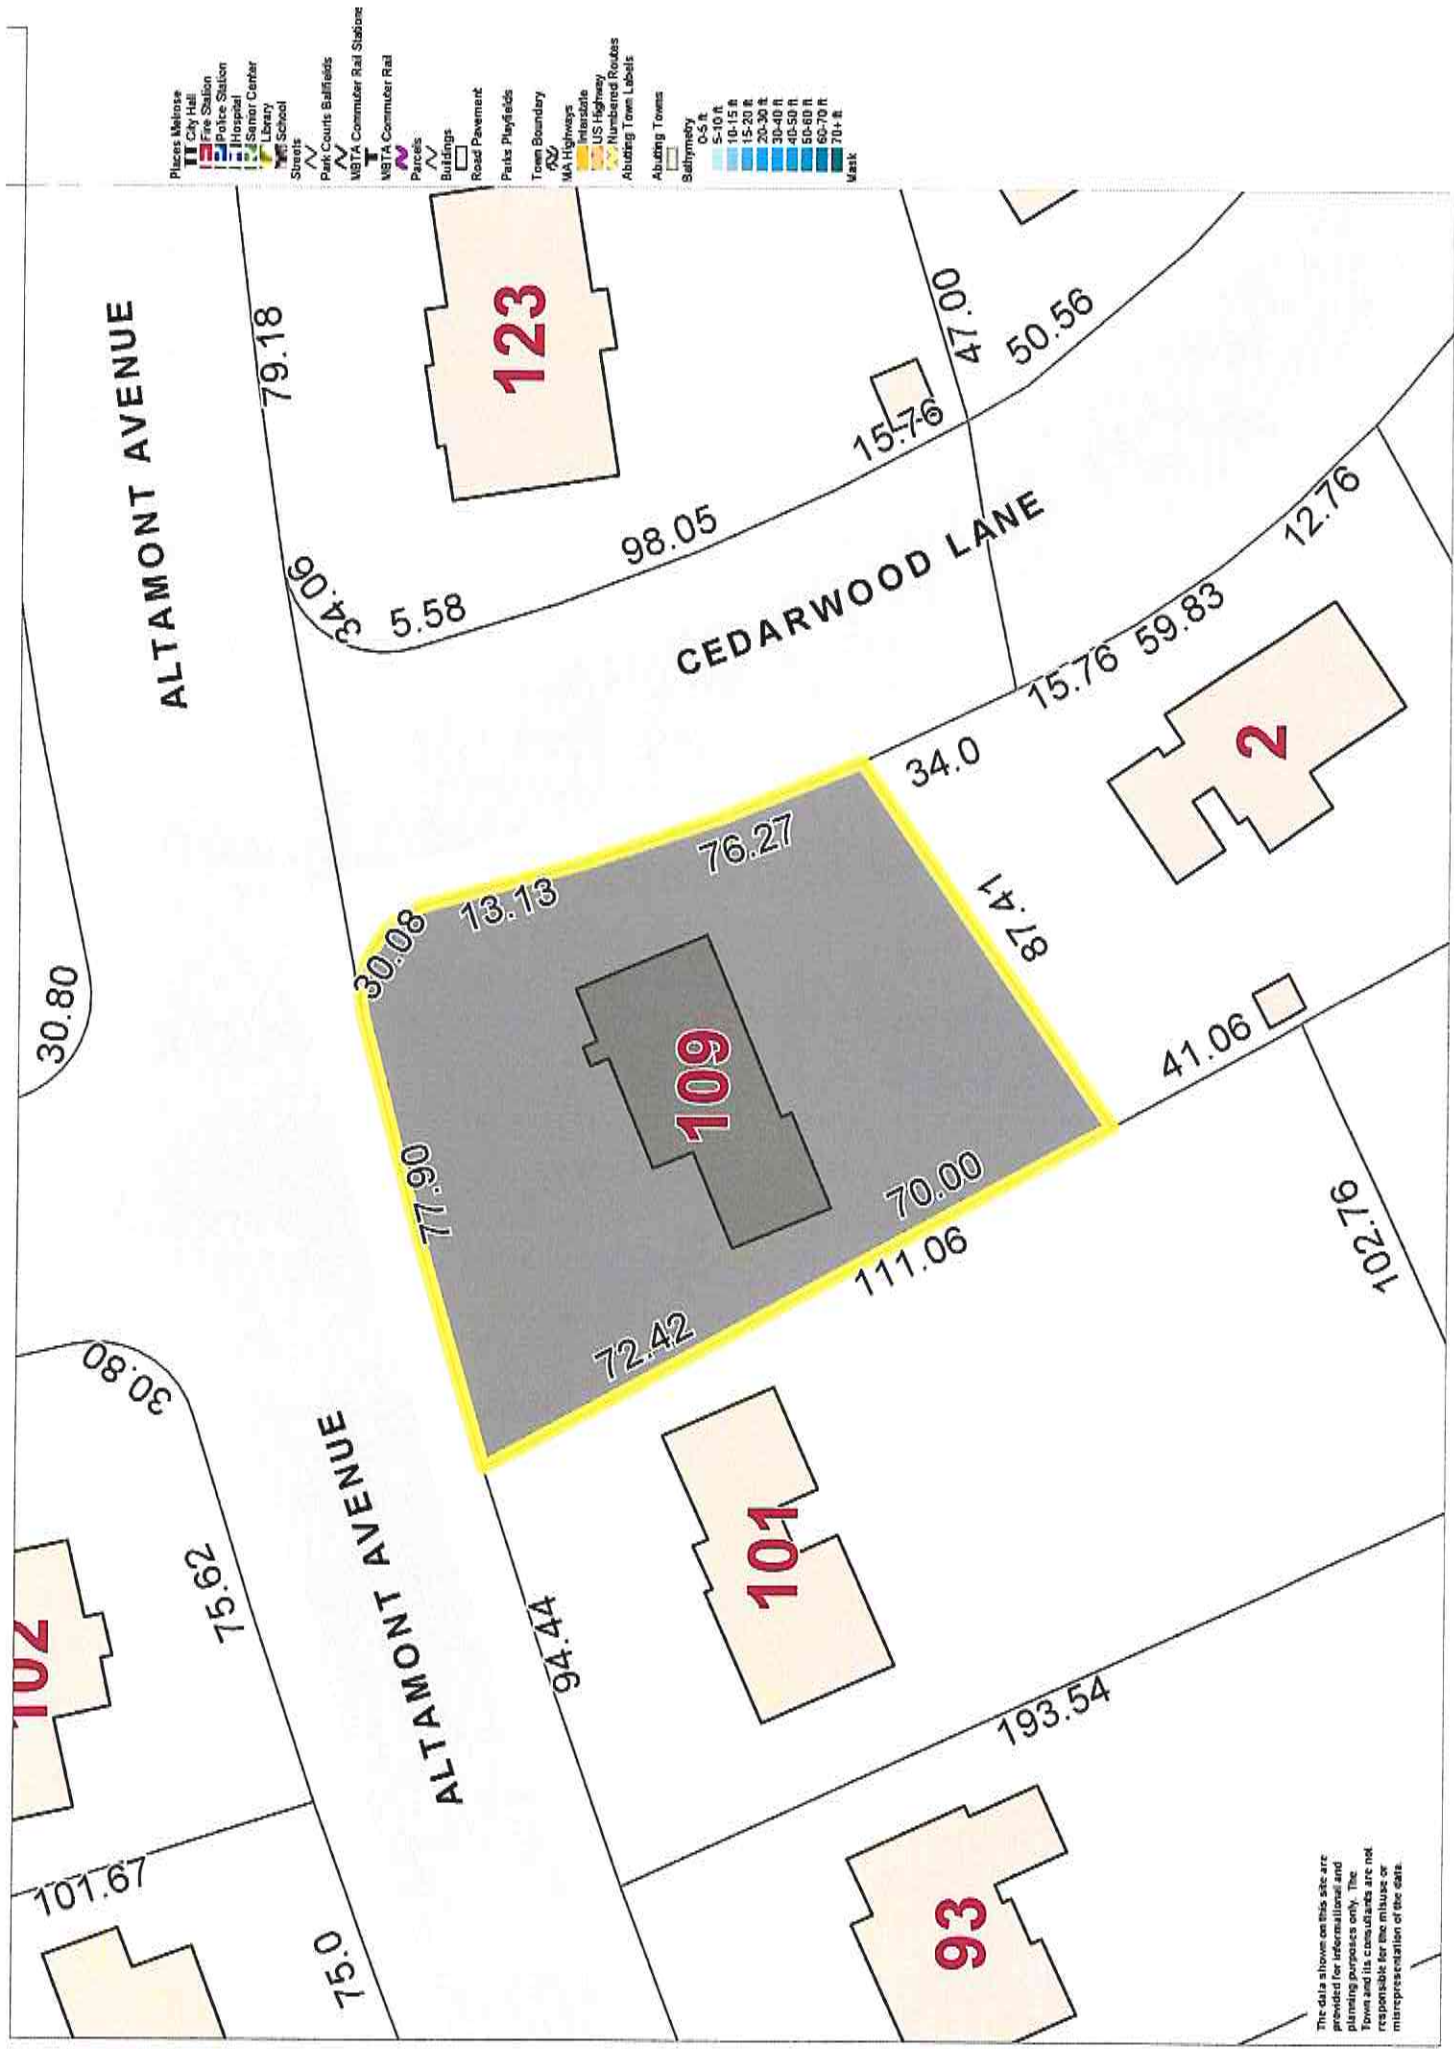 Places Melrose
City Hall
Fire Station
Police Station
Hospital
Senior Center
Library
School
Streets
Park Courts Ballfields
MBTA Commuter Rail Stations
MBTA Commuter Rail
Parcels
Buildings
Road Pavement
Parks Playfields
Town Boundary
MA Highways
Interstate
US Highway
Numbered Routes
Abutting Town Labels
Abutting Towns
Bathymetry
0-5 ft
5-10 ft
10-15 ft
15-20 ft
20-30 ft
30-40 ft
40-50 ft
50-60 ft
60-70 ft
70+ ft
Mask
ALTAMONT AVENUE
79.18
123
47.00
50.56
15.76
98.05
34.06
5.58
CEDARWOOD LANE
12.76
59.83
15.76
2
34.0
76.27
13.13
30.08
87.41
30.80
109
41.06
77.90
70.00
111.06
102.76
72.42
30.80
ALTAMONT AVENUE
101
75.62
102
94.44
193.54
101.67
93
75.0
The data shown on this site are
provided for informational and
planning purposes only. The
Town and its consultants are not
responsible for the misuse or
misrepresentation of the data.